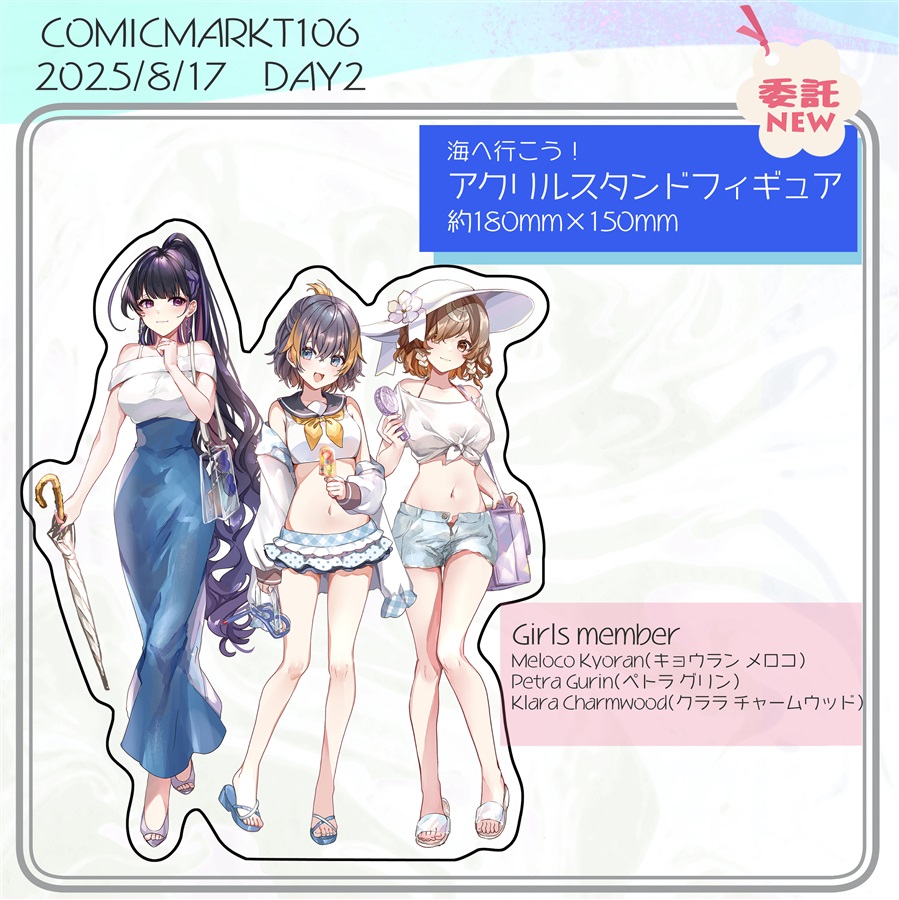 COMICMARKT106
2025/8/17 DAY2
委託
NEW
海へ行こう！
アクリルスタンドフィギュア
約180mm×150mm
Girls member
Meloco Kyoran(キョウラン メロコ)
Petra Gurin(ペトラ グリン)
Klara Charmwood(クララ チャームウッド)